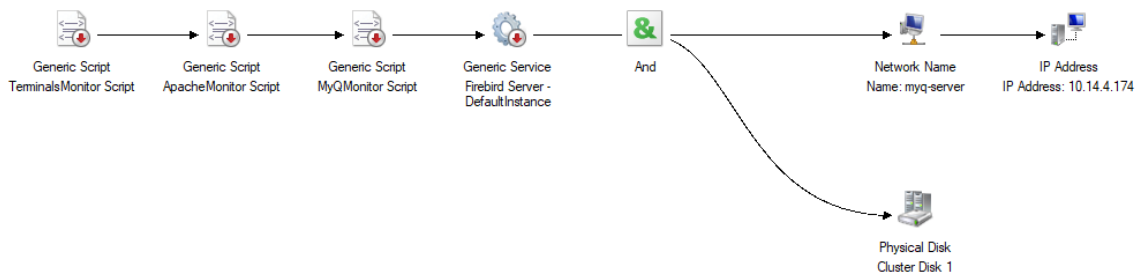 &
Generic Script
TerminalsMonitor Script
Generic Script
ApacheMonitor Script
Generic Script
MyQMonitor Script
Generic Service
Firebird Server -
DefaultInstance
And
Network Name
Name: myq-server
IP Address
IP Address: 10.14.4.174
Physical Disk
Cluster Disk 1